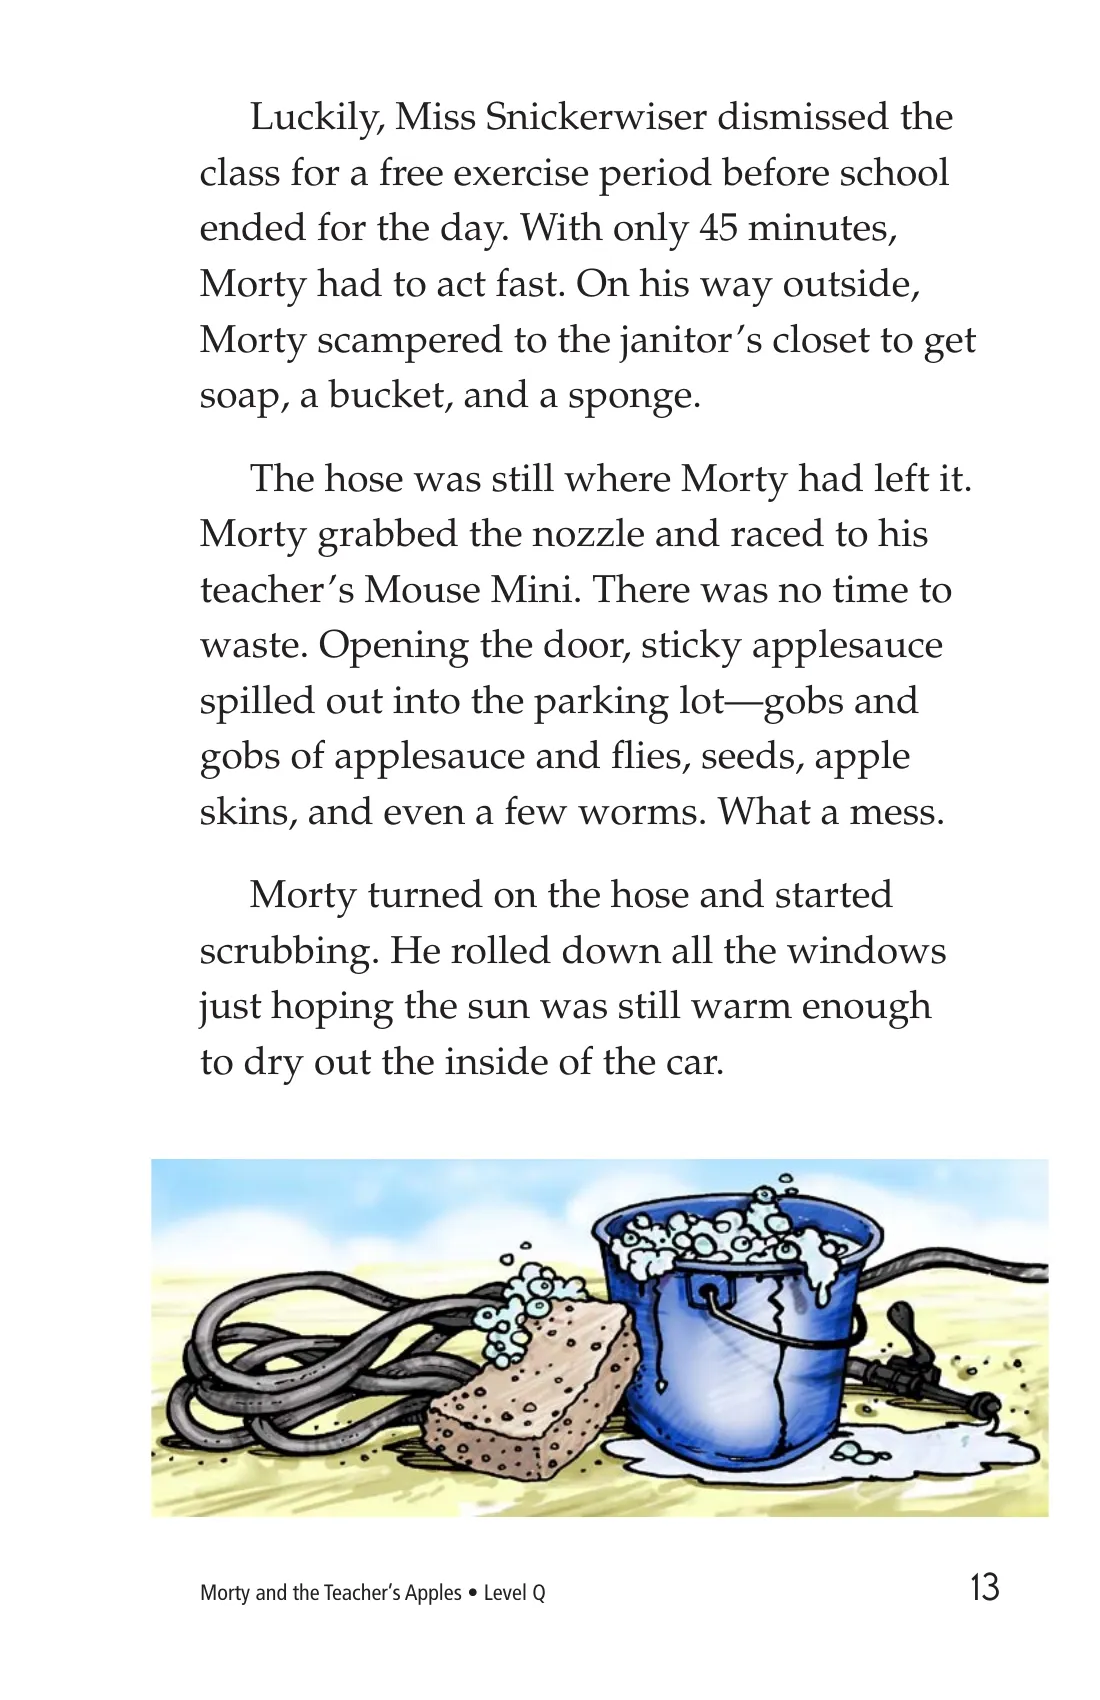 Luckily, Miss Snickerwiser dismissed the
class for a free exercise period before school
ended for the day. With only 45 minutes,
Morty had to act fast. On his way outside,
Morty scampered to the janitor’s closet to get
soap, a bucket, and a sponge.
The hose was still where Morty had left it.
Morty grabbed the nozzle and raced to his
teacher’s Mouse Mini. There was no time to
waste. Opening the door, sticky applesauce
spilled out into the parking lot—gobs and
gobs of applesauce and flies, seeds, apple
skins, and even a few worms. What a mess.
Morty turned on the hose and started
scrubbing. He rolled down all the windows
just hoping the sun was still warm enough
to dry out the inside of the car.
Morty and the Teacher’s Apples • Level Q 13